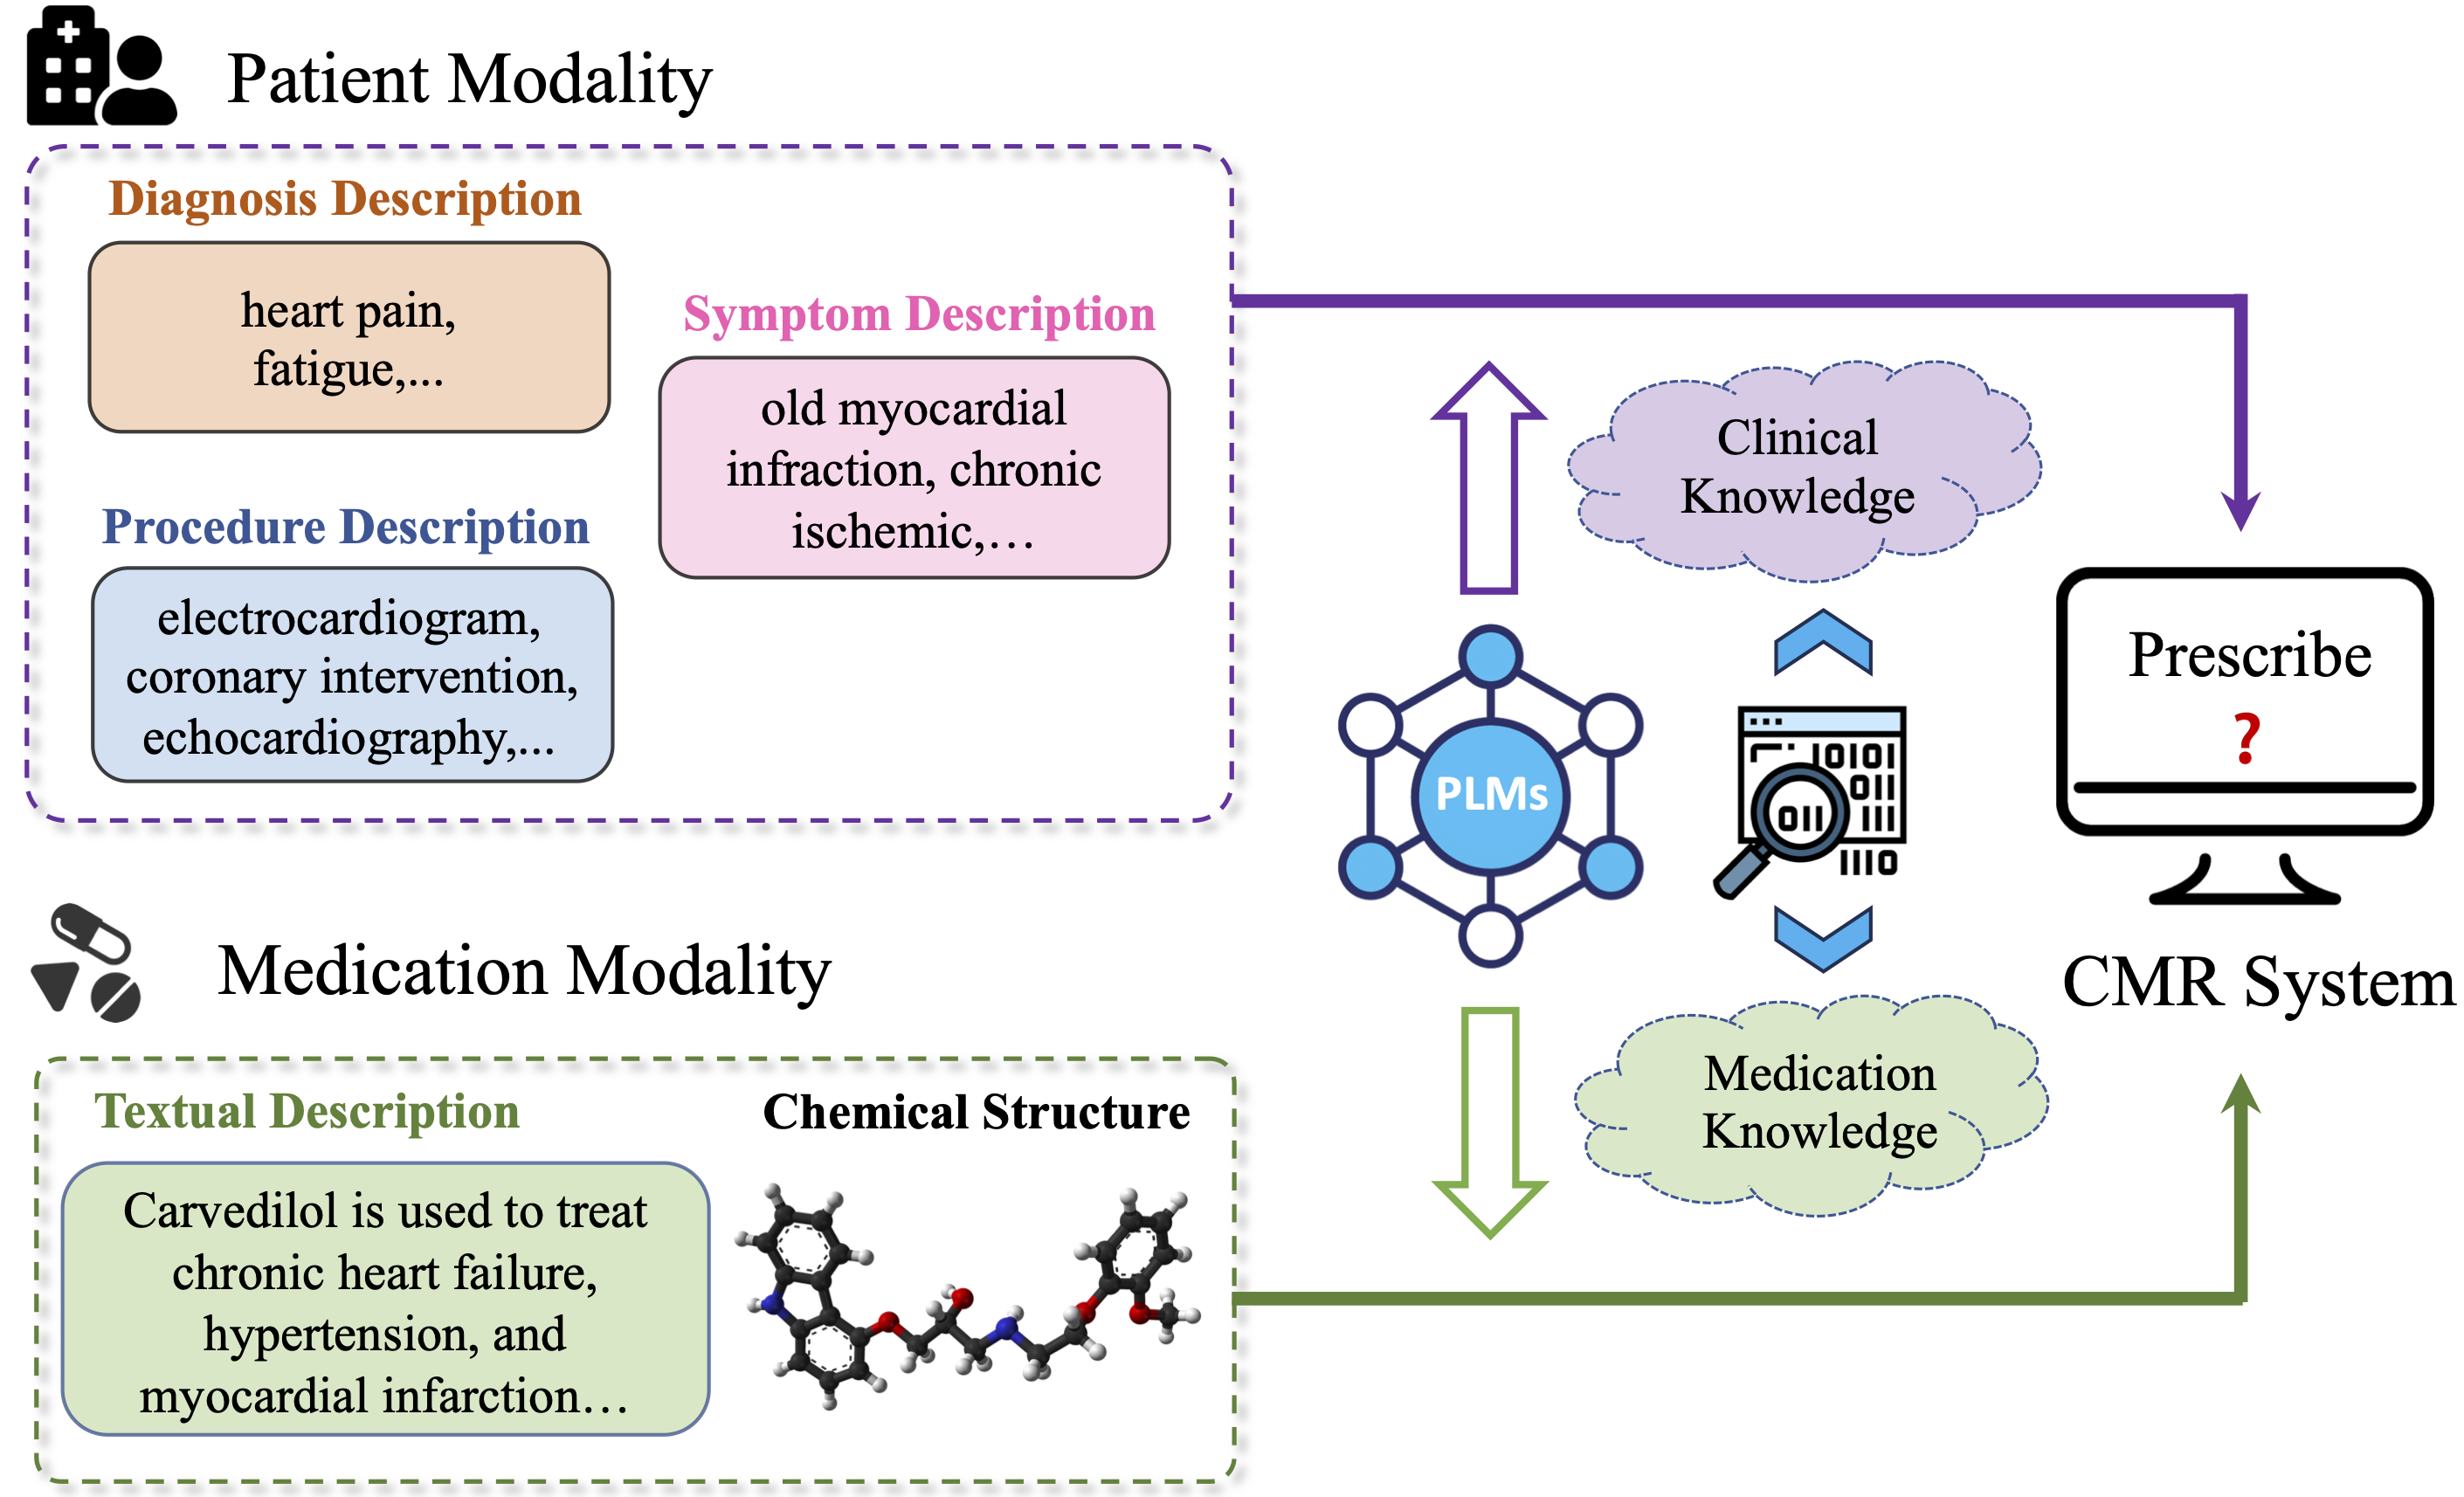 Patient Modality
Diagnosis Description
heart pain,
fatigue,...
Symptom Description
old myocardial
infraction, chronic
ischemic,…
Procedure Description
electrocardiogram,
coronary intervention,
echocardiography,...
Medication Modality
Textual Description
Carvedilol is used to treat
chronic heart failure,
hypertension, and
myocardial infarction…
Chemical Structure
PLMs
Clinical
Knowledge
10101
011
011
111
1110
Medication
Knowledge
Prescribe
?
CMR System